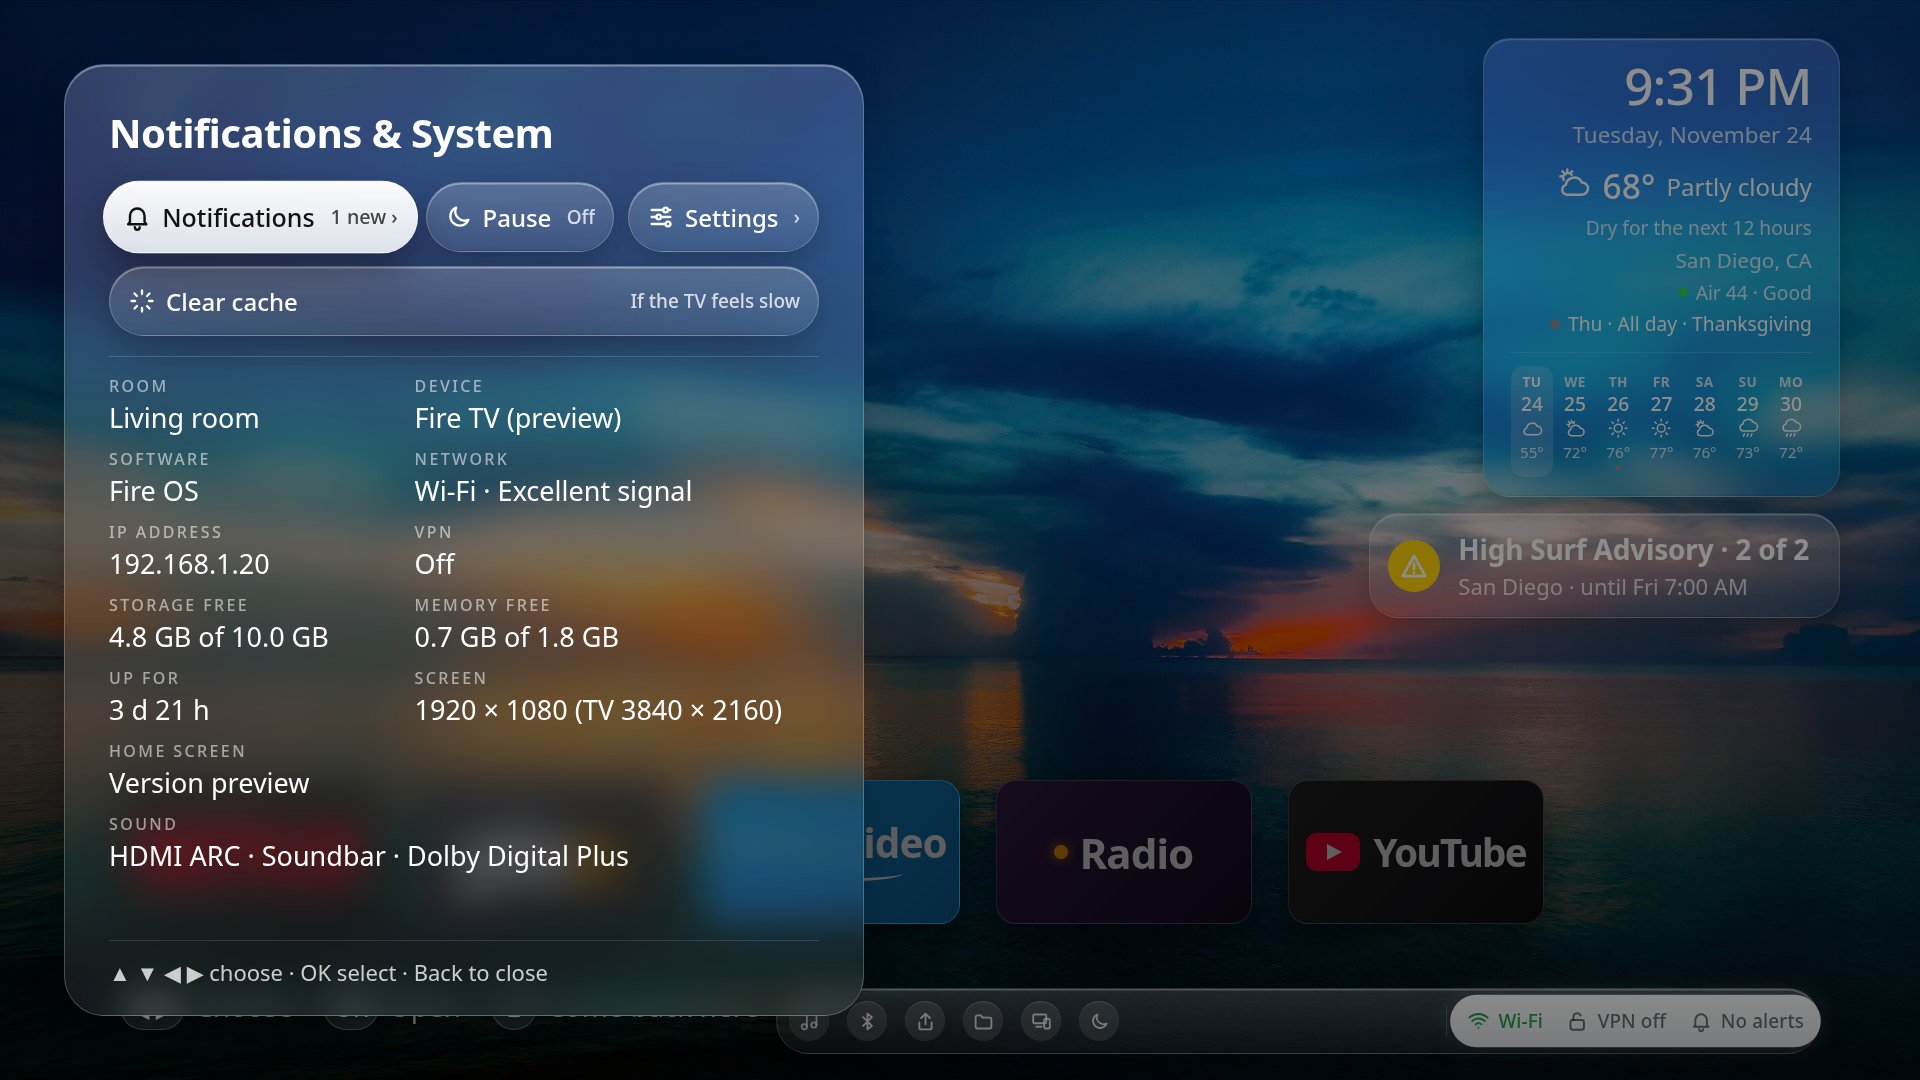 Notifications & System
Notifications 1 new ›
Pause Off
Settings ›
Clear cache If the TV feels slow
ROOM
Living room
DEVICE
Fire TV (preview)
SOFTWARE
Fire OS
NETWORK
Wi-Fi · Excellent signal
IP ADDRESS
192.168.1.20
VPN
Off
STORAGE FREE
4.8 GB of 10.0 GB
MEMORY FREE
0.7 GB of 1.8 GB
UP FOR
3 d 21 h
SCREEN
1920 × 1080 (TV 3840 × 2160)
HOME SCREEN
Version preview
SOUND
HDMI ARC · Soundbar · Dolby Digital Plus
▲ ▼ ◀ ▶ choose · OK select · Back to close
9:31 PM
Tuesday, November 24
68° Partly cloudy
Dry for the next 12 hours
San Diego, CA
Air 44 · Good
Thu · All day · Thanksgiving
TU WE TH FR SA SU MO
24 25 26 27 28 29 30
55° 72° 76° 77° 76° 73° 72°
High Surf Advisory · 2 of 2
San Diego · until Fri 7:00 AM
ideo
Radio
YouTube
Wi-Fi VPN off No alerts